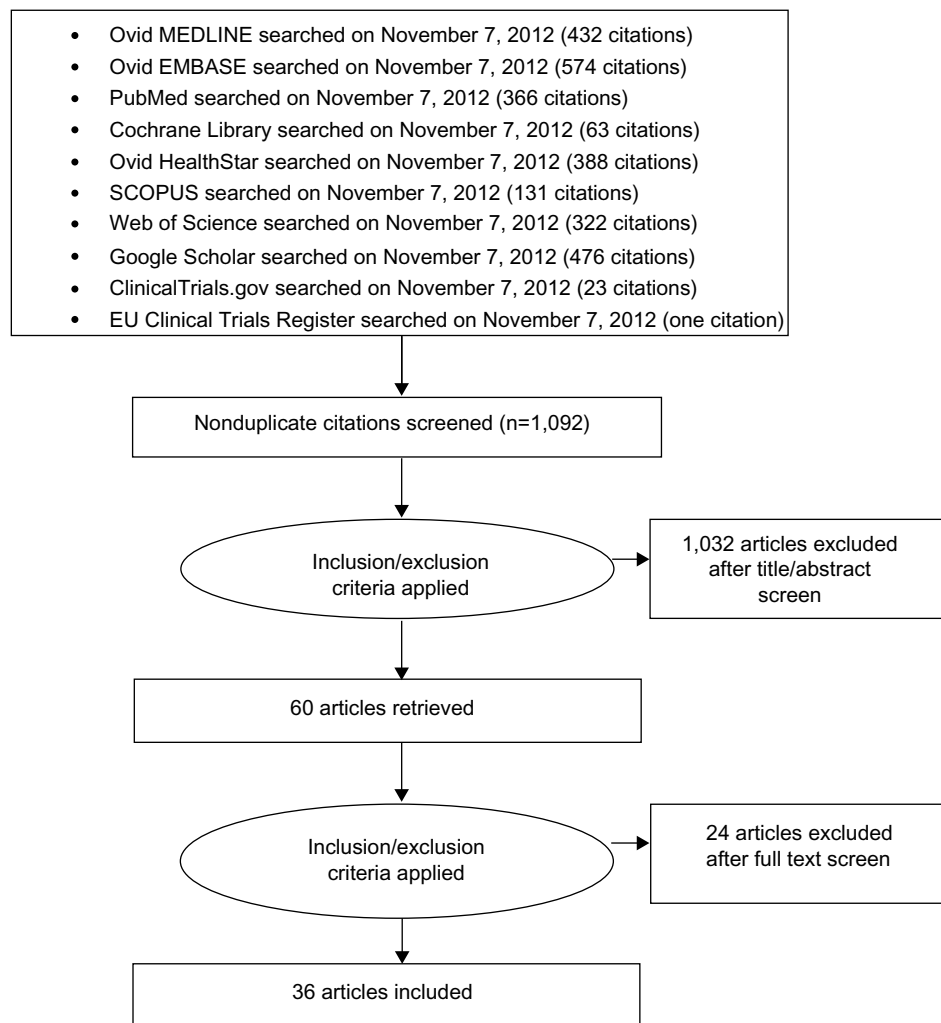 • Ovid MEDLINE searched on November 7, 2012 (432 citations)
• Ovid EMBASE searched on November 7, 2012 (574 citations)
• PubMed searched on November 7, 2012 (366 citations)
• Cochrane Library searched on November 7, 2012 (63 citations)
• Ovid HealthStar searched on November 7, 2012 (388 citations)
• SCOPUS searched on November 7, 2012 (131 citations)
• Web of Science searched on November 7, 2012 (322 citations)
• Google Scholar searched on November 7, 2012 (476 citations)
• ClinicalTrials.gov searched on November 7, 2012 (23 citations)
• EU Clinical Trials Register searched on November 7, 2012 (one citation)
Nonduplicate citations screened (n=1,092)
Inclusion/exclusion
criteria applied
1,032 articles excluded
after title/abstract
screen
60 articles retrieved
Inclusion/exclusion
criteria applied
24 articles excluded
after full text screen
36 articles included